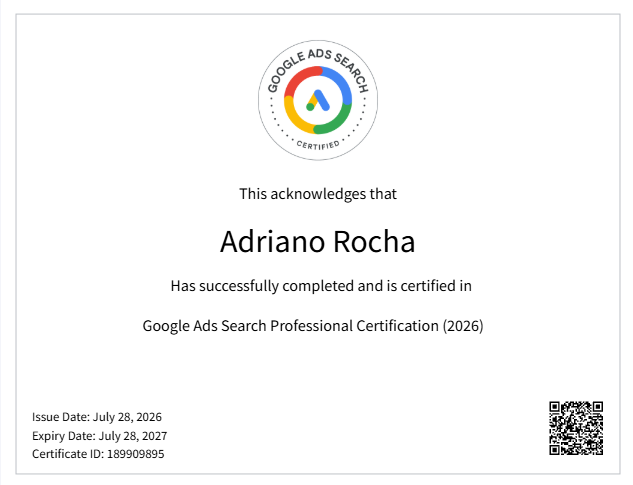 GOOGLE ADS SEARCH
CERTIFIED
This acknowledges that
Adriano Rocha
Has successfully completed and is certified in
Google Ads Search Professional Certification (2026)
Issue Date: July 28, 2026
Expiry Date: July 28, 2027
Certificate ID: 189909895